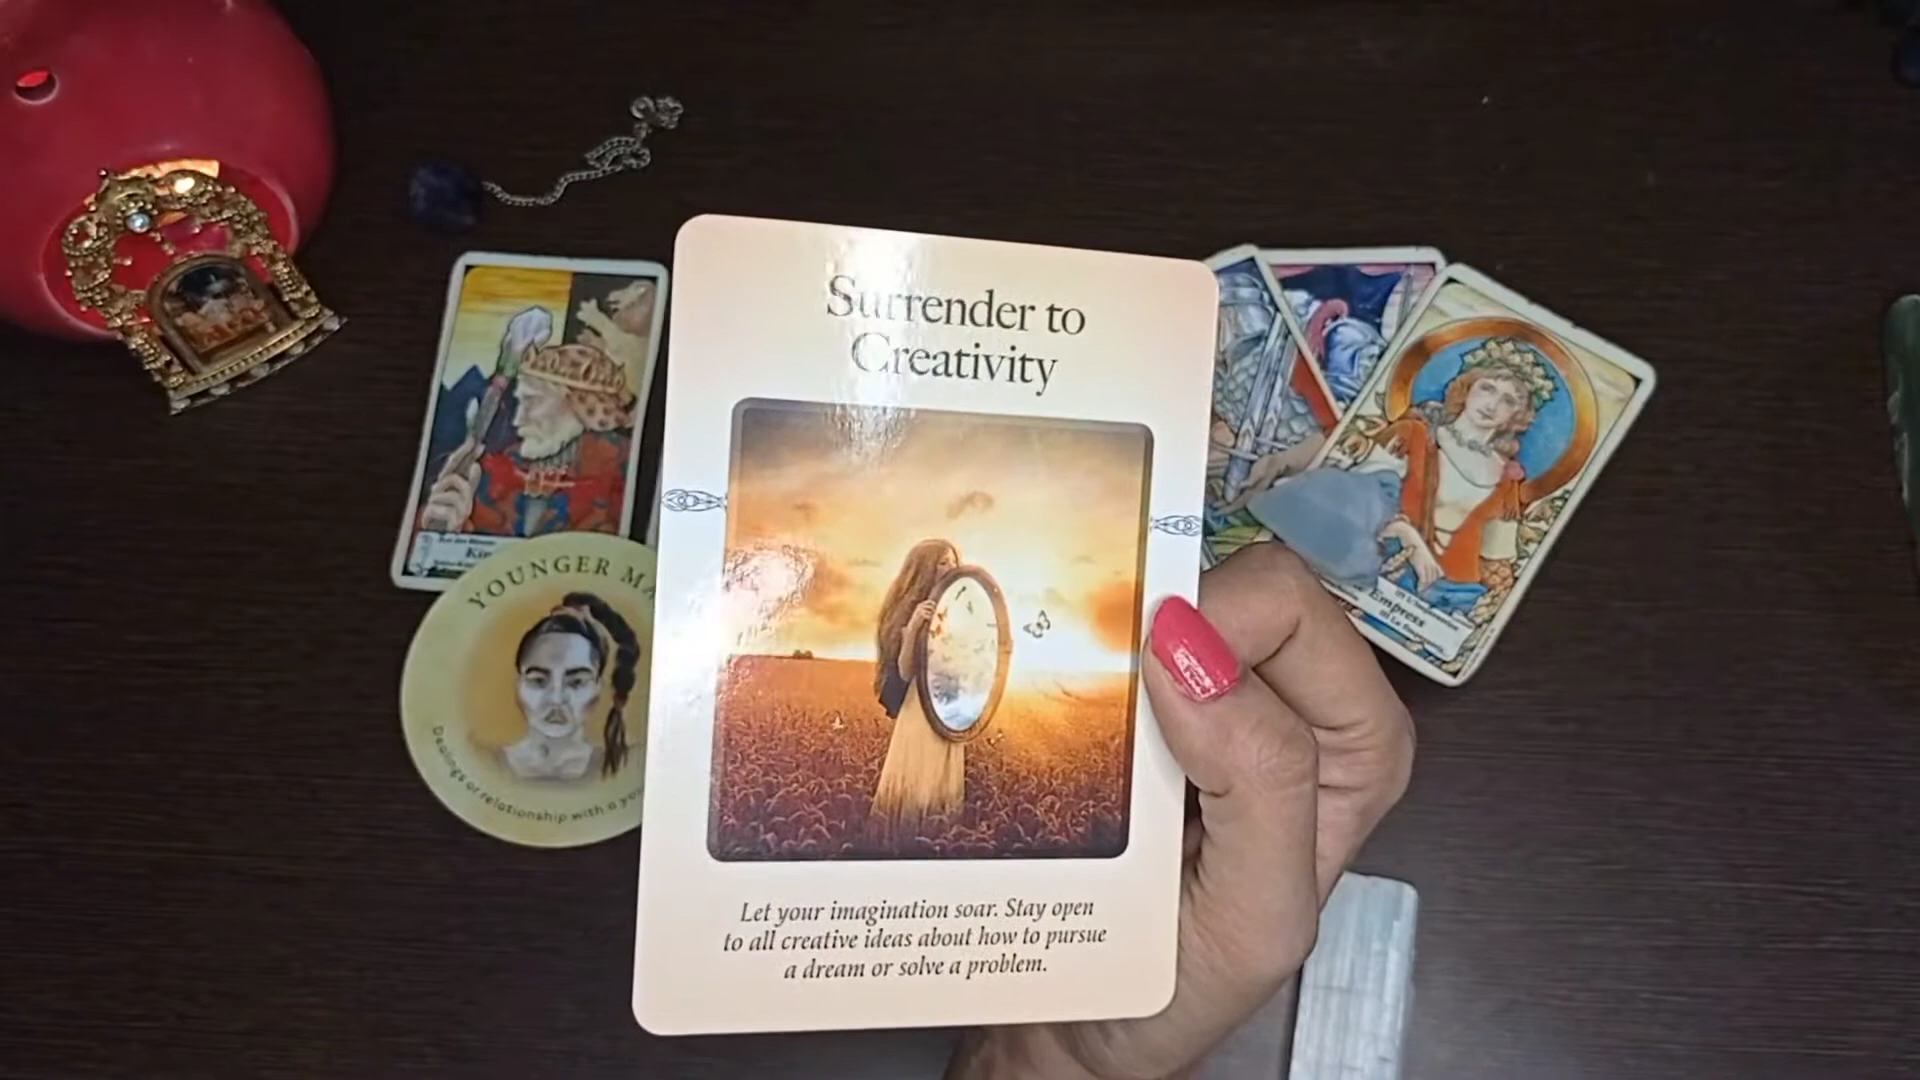 Surrender to
Creativity
Let your imagination soar. Stay open
to all creative ideas about how to pursue
a dream or solve a problem.
YOUNGER MA
Dealings or relationship with a you
Empress